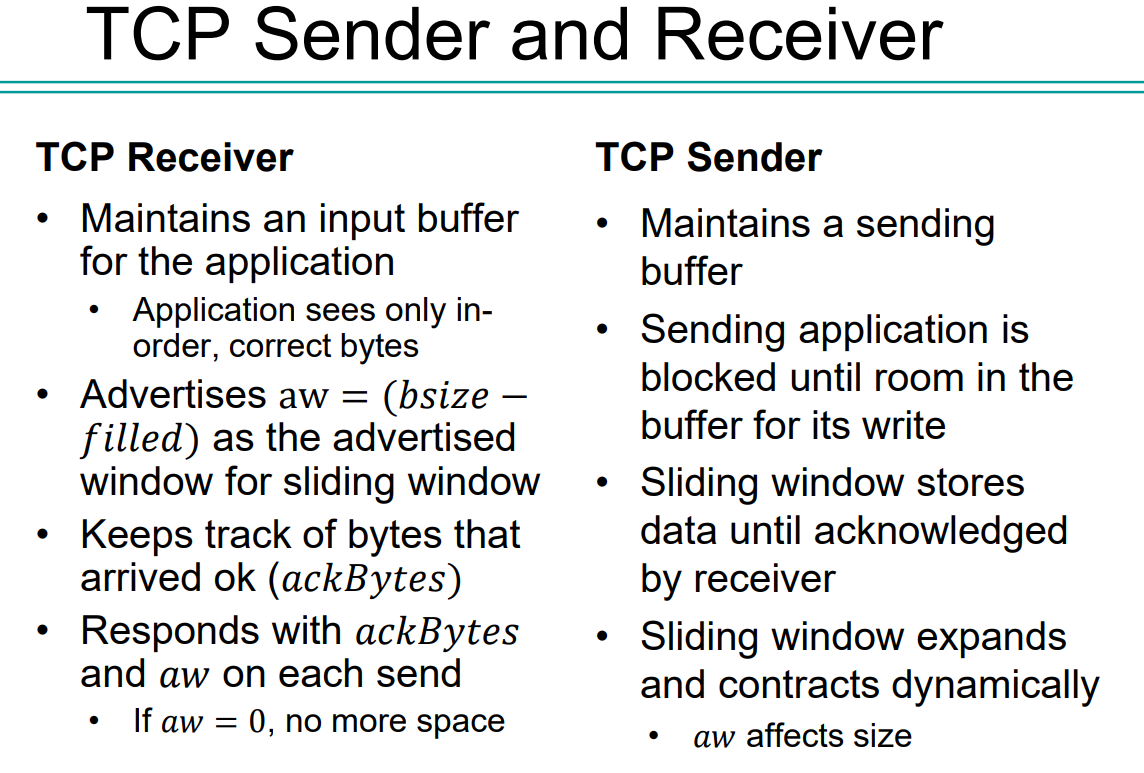 TCP Sender and Receiver
TCP Receiver
• Maintains an input buffer
for the application
• Application sees only in-
order, correct bytes
• Advertises aw = (bsize −
filled) as the advertised
window for sliding window
• Keeps track of bytes that
arrived ok (ackBytes)
• Responds with ackBytes
and aw on each send
• If aw = 0, no more space
TCP Sender
• Maintains a sending
buffer
• Sending application is
blocked until room in the
buffer for its write
• Sliding window stores
data until acknowledged
by receiver
• Sliding window expands
and contracts dynamically
• aw affects size